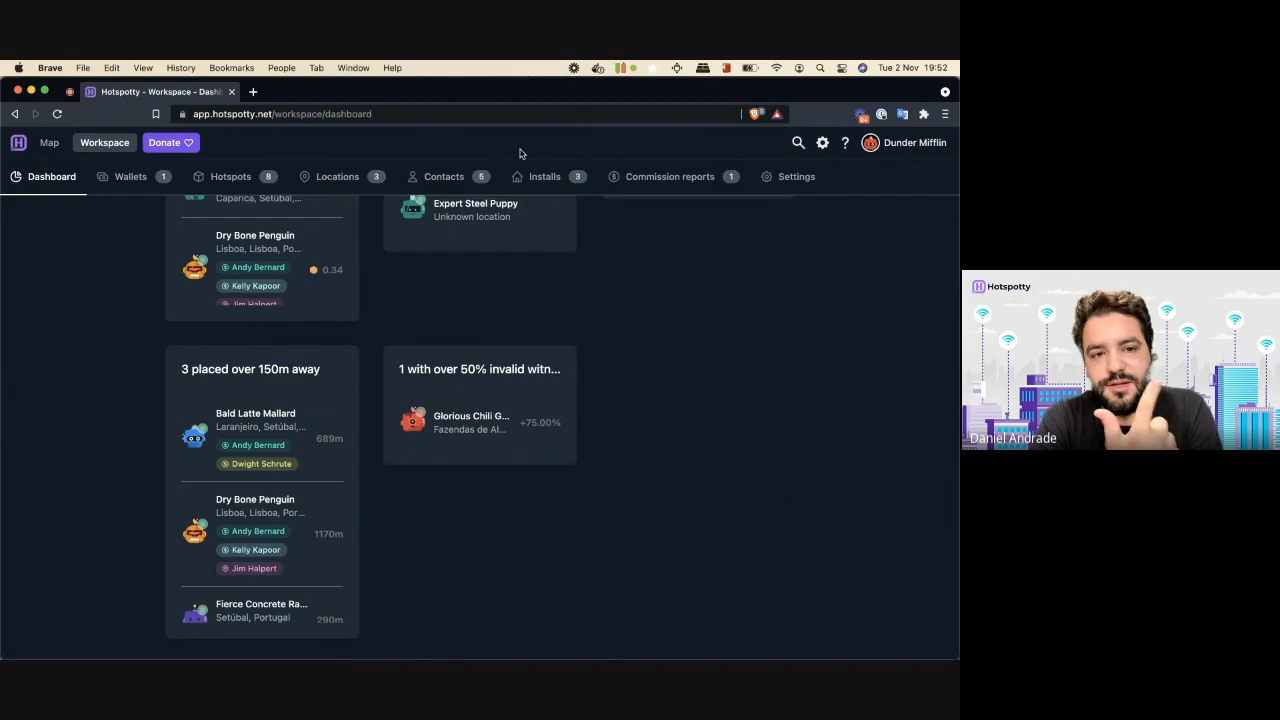 Brave File Edit View History Bookmarks People Tab Window Help Tue 2 Nov 19:52
Hotspotty - Workspace - Dashb
app.hotspotty.net/workspace/dashboard
Map Workspace Donate Dunder Mifflin
Dashboard Wallets 1 Hotspots 8 Locations 3 Contacts 5 Installs 3 Commission reports 1 Settings
Caparica, Setúbal,...
Dry Bone Penguin
Lisboa, Lisboa, Po...
Andy Bernard
0.34
Kelly Kapoor
Jim Halpert
Expert Steel Puppy
Unknown location
3 placed over 150m away
Bald Latte Mallard
Laranjeiro, Setúbal,...
689m
Andy Bernard
Dwight Schrute
Dry Bone Penguin
Lisboa, Lisboa, Por...
Andy Bernard
1170m
Kelly Kapoor
Jim Halpert
Fierce Concrete Ra...
Setúbal, Portugal
290m
1 with over 50% invalid witn...
Glorious Chili G...
Fazendas de Al...
+75.00%
Hotspotty
Daniel Andrade